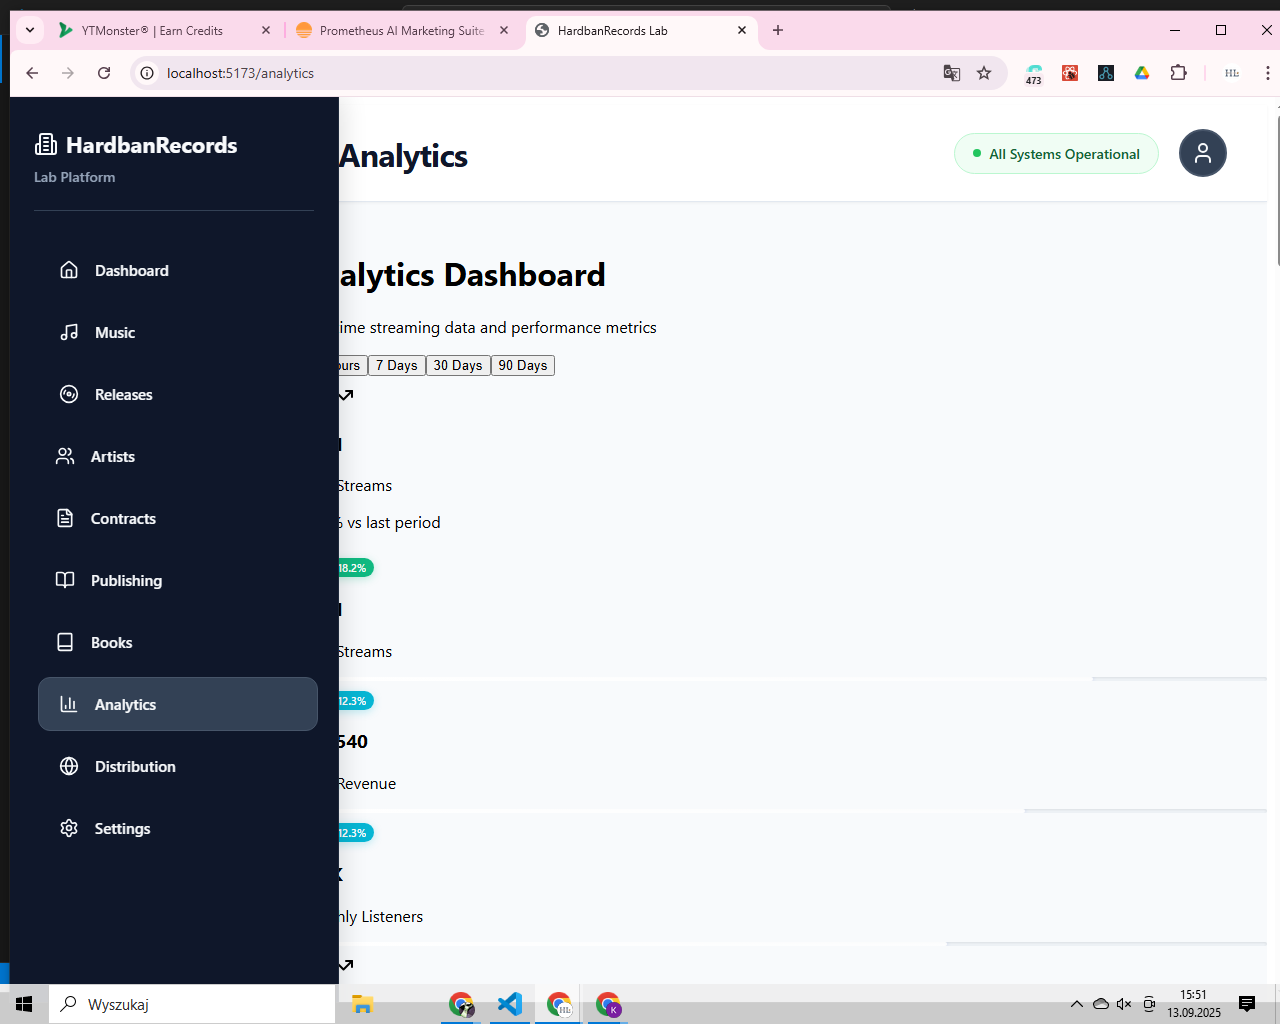 YTMonster® | Earn Credits
Prometheus AI Marketing Suite
HardbanRecords Lab
localhost:5173/analytics
473
HL
HardbanRecords
Lab Platform
Dashboard
Music
Releases
Artists
Contracts
Publishing
Books
Analytics
Distribution
Settings
Analytics
All Systems Operational
alytics Dashboard
ime streaming data and performance metrics
ours
7 Days
30 Days
90 Days
Streams
% vs last period
18.2%
Streams
12.3%
540
Revenue
12.3%
hly Listeners
Wyszukaj
HL
K
15:51
13.09.2025